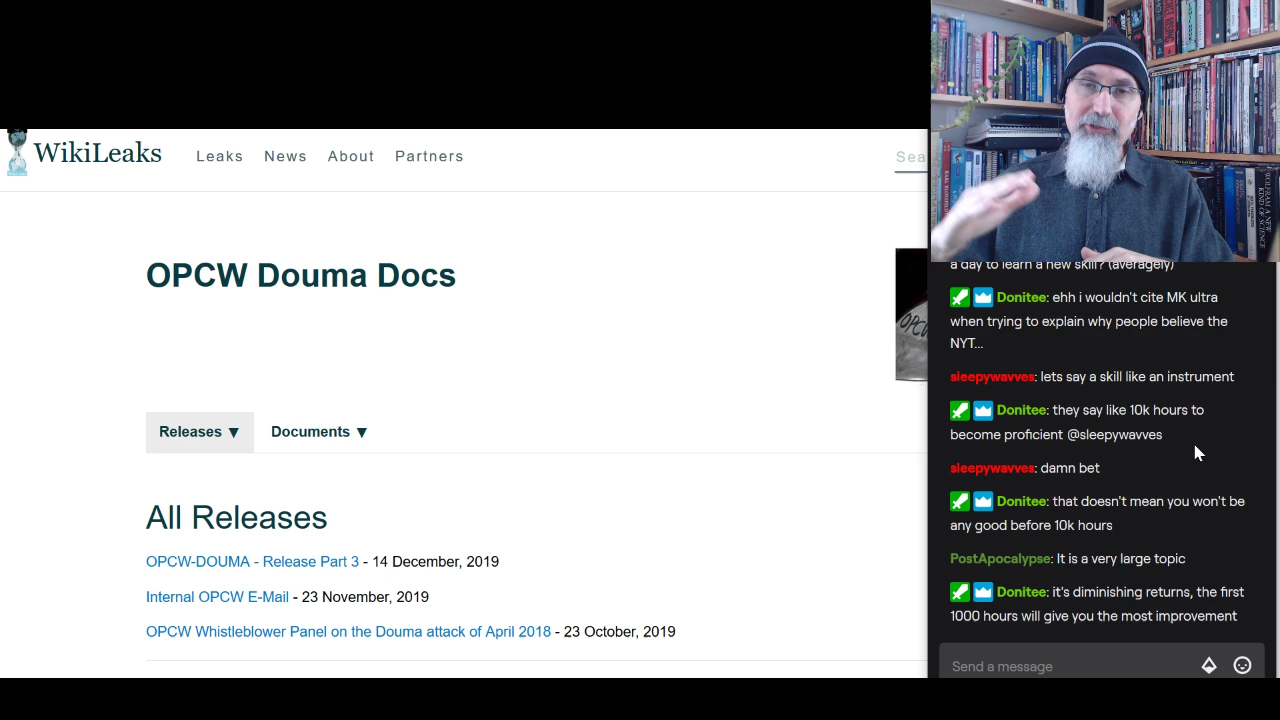 WikiLeaks
Leaks News About Partners
Sea
OPCW Douma Docs
OPCW
Releases ▼ Documents ▼
All Releases
OPCW-DOUMA - Release Part 3 - 14 December, 2019
Internal OPCW E-Mail - 23 November, 2019
OPCW Whistleblower Panel on the Douma attack of April 2018 - 23 October, 2019
WOLFRAM A NEW
KIND OF SCIENCE
a day to learn a new skill? (averagely)
Donitee: ehh i wouldn't cite MK ultra
when trying to explain why people believe the
NYT...
sleepywavves: lets say a skill like an instrument
Donitee: they say like 10k hours to
become proficient @sleepywavves
sleepywavves: damn bet
Donitee: that doesn't mean you won't be
any good before 10k hours
PostApocalypse: It is a very large topic
Donitee: it's diminishing returns, the first
1000 hours will give you the most improvement
Send a message